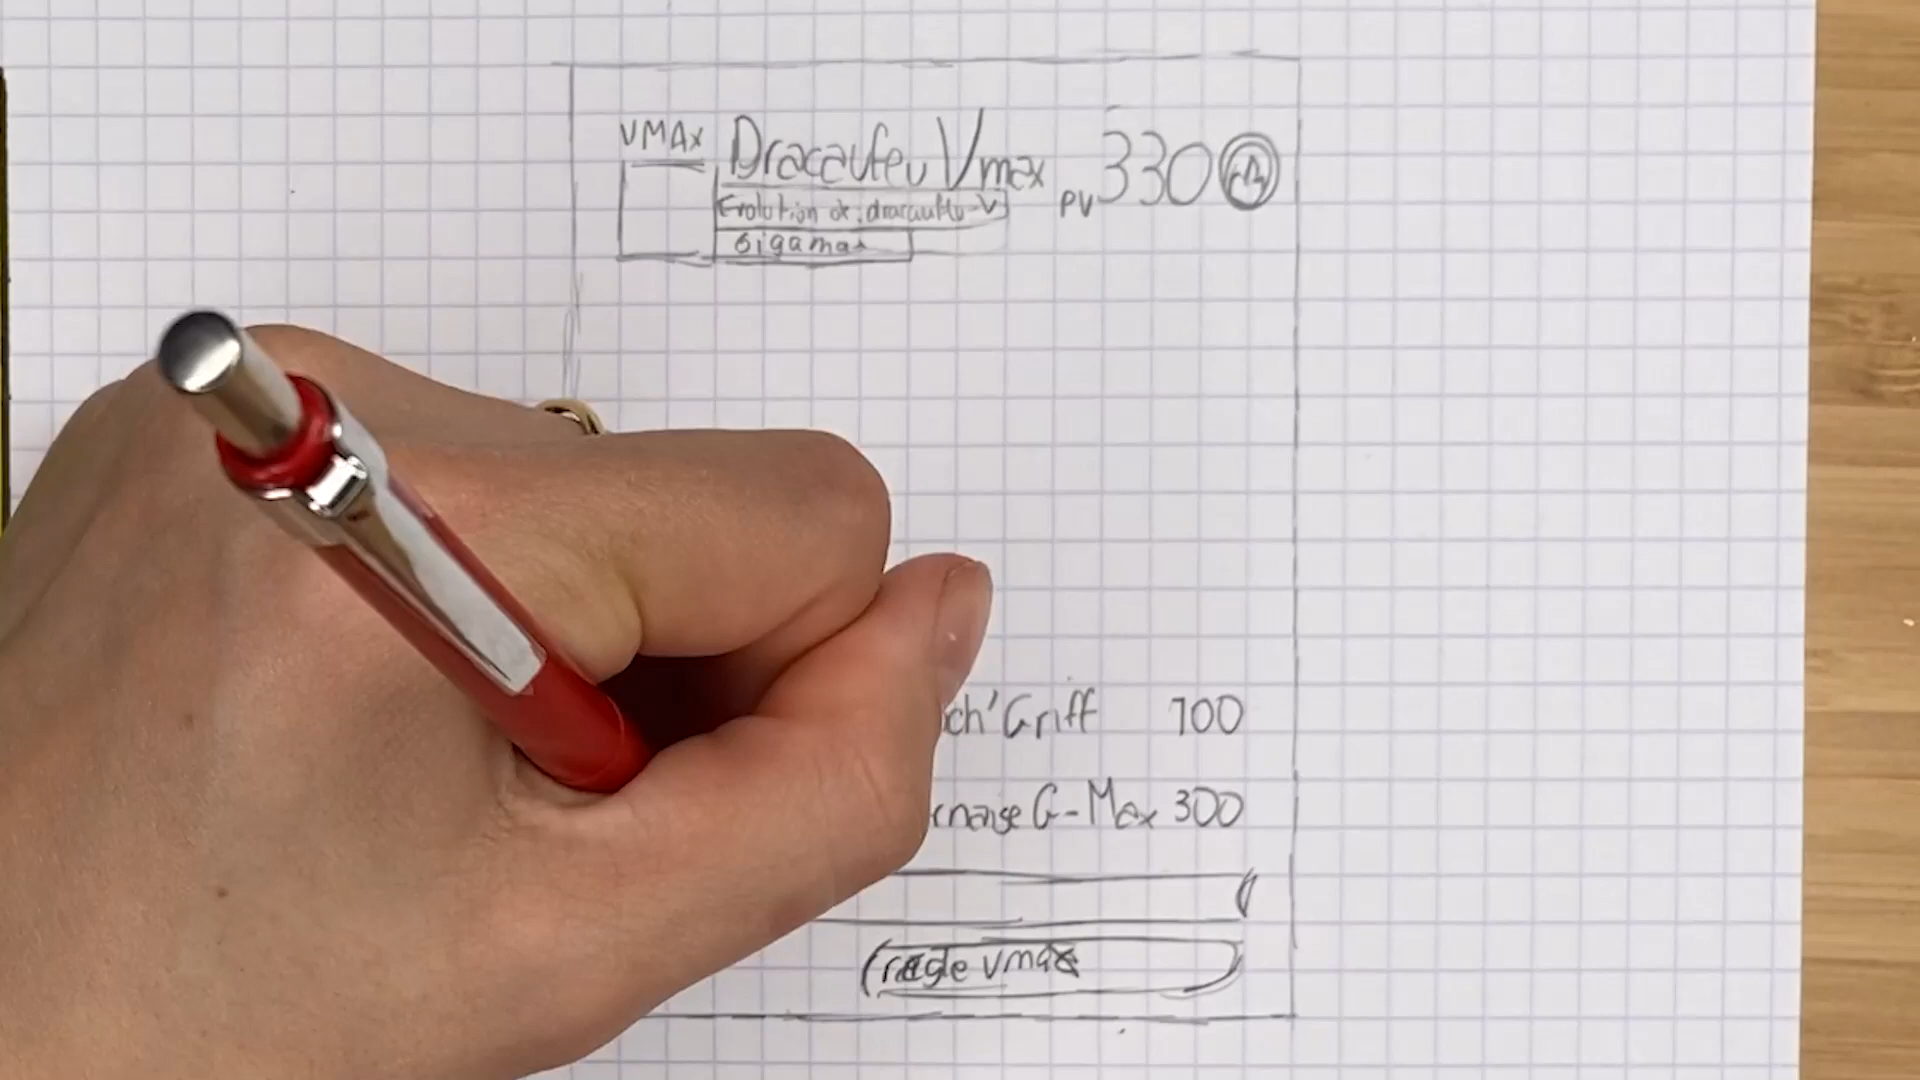 VMAX Dracaufeu Vmax PV 330
Evolution de: dracaufeu-V
Gigamax
ch'Griff 100
rnaise G-Max 300
règle vmax